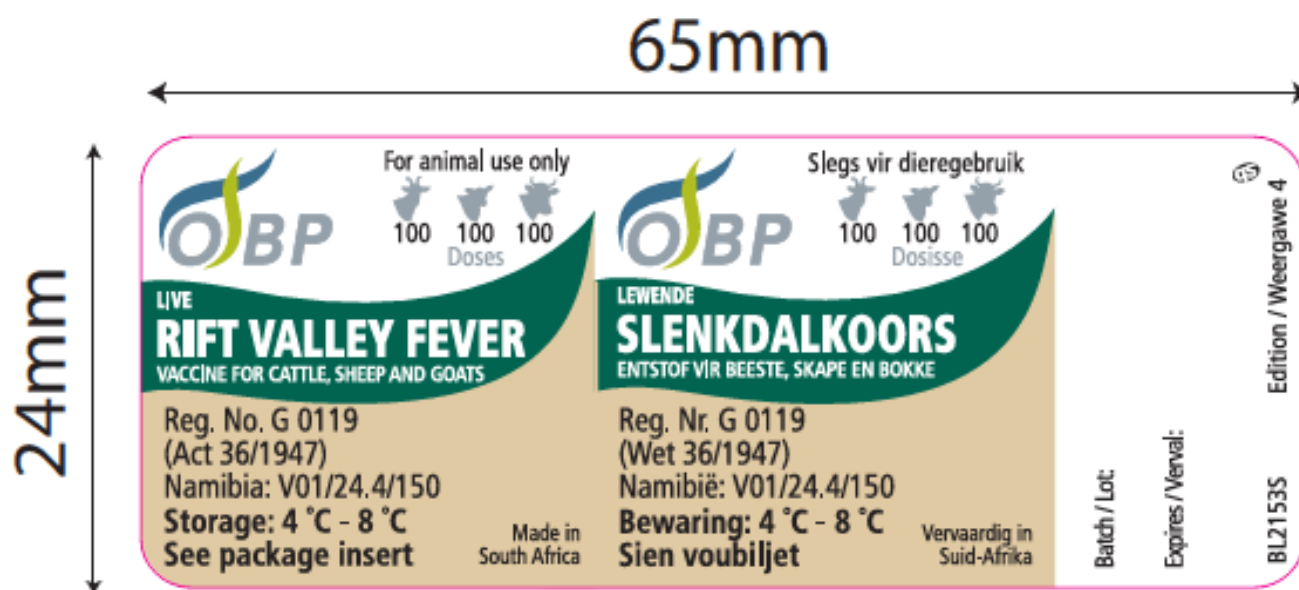 65mm
24mm
OBP
For animal use only
100 100 100
Doses
LIVE
RIFT VALLEY FEVER
VACCINE FOR CATTLE, SHEEP AND GOATS
Reg. No. G 0119
(Act 36/1947)
Namibia: V01/24.4/150
Storage: 4 °C - 8 °C
See package insert
Made in
South Africa
OBP
Slegs vir dieregebruik
100 100 100
Dosisse
LEWENDE
SLENKDALKOORS
ENTSTOF VIR BEESTE, SKAPE EN BOKKE
Reg. Nr. G 0119
(Wet 36/1947)
Namibië: V01/24.4/150
Bewaring: 4 °C - 8 °C
Sien voubiljet
Vervaardig in
Suid-Afrika
Batch / Lot:
Expires / Verval:
BL2153S
Edition / Weergawe 4